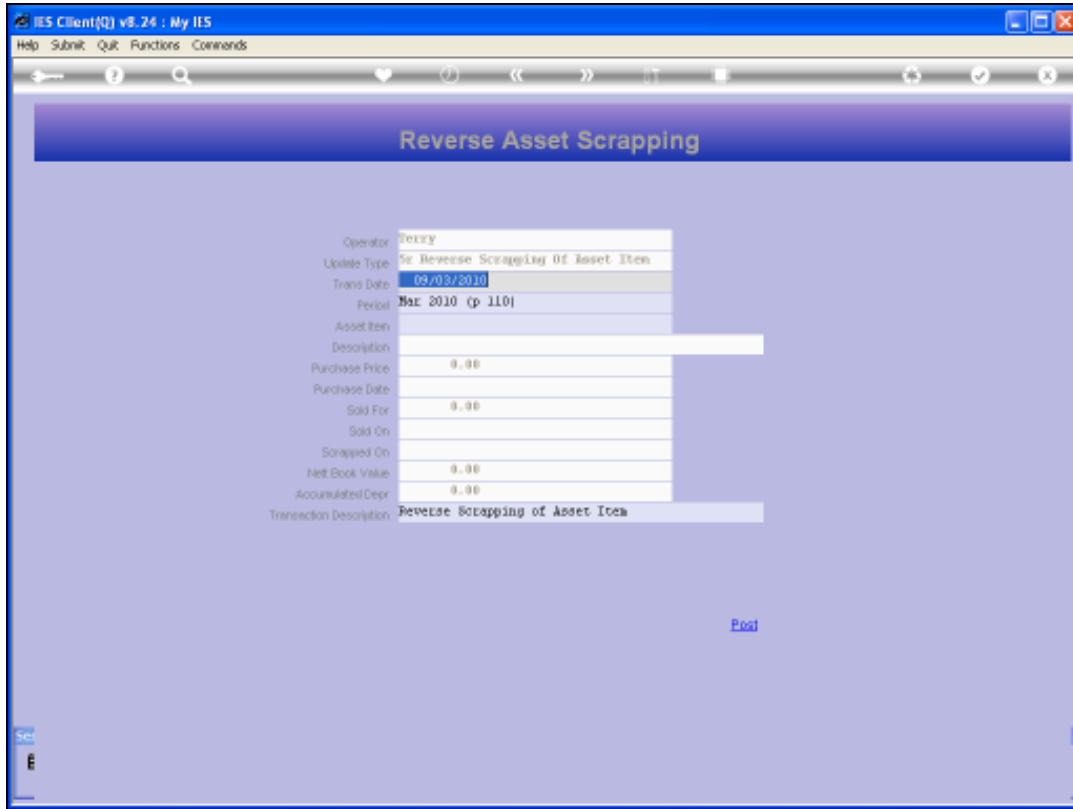 IES Client(Q) v8.24 : My IES
Help Submit Quit Functions Commands
Reverse Asset Scrapping
Operator Terry
Update Type 5r Reverse Scrapping Of Asset Item
Trans Date 09/03/2010
Period Mar 2010 (p 110)
Asset Item
Description
Purchase Price 0.00
Purchase Date
Sold For 0.00
Sold On
Scrapped On
Nett Book Value 0.00
Accumulated Depr 0.00
Transection Description Reverse Scrapping of Asset Item
Post